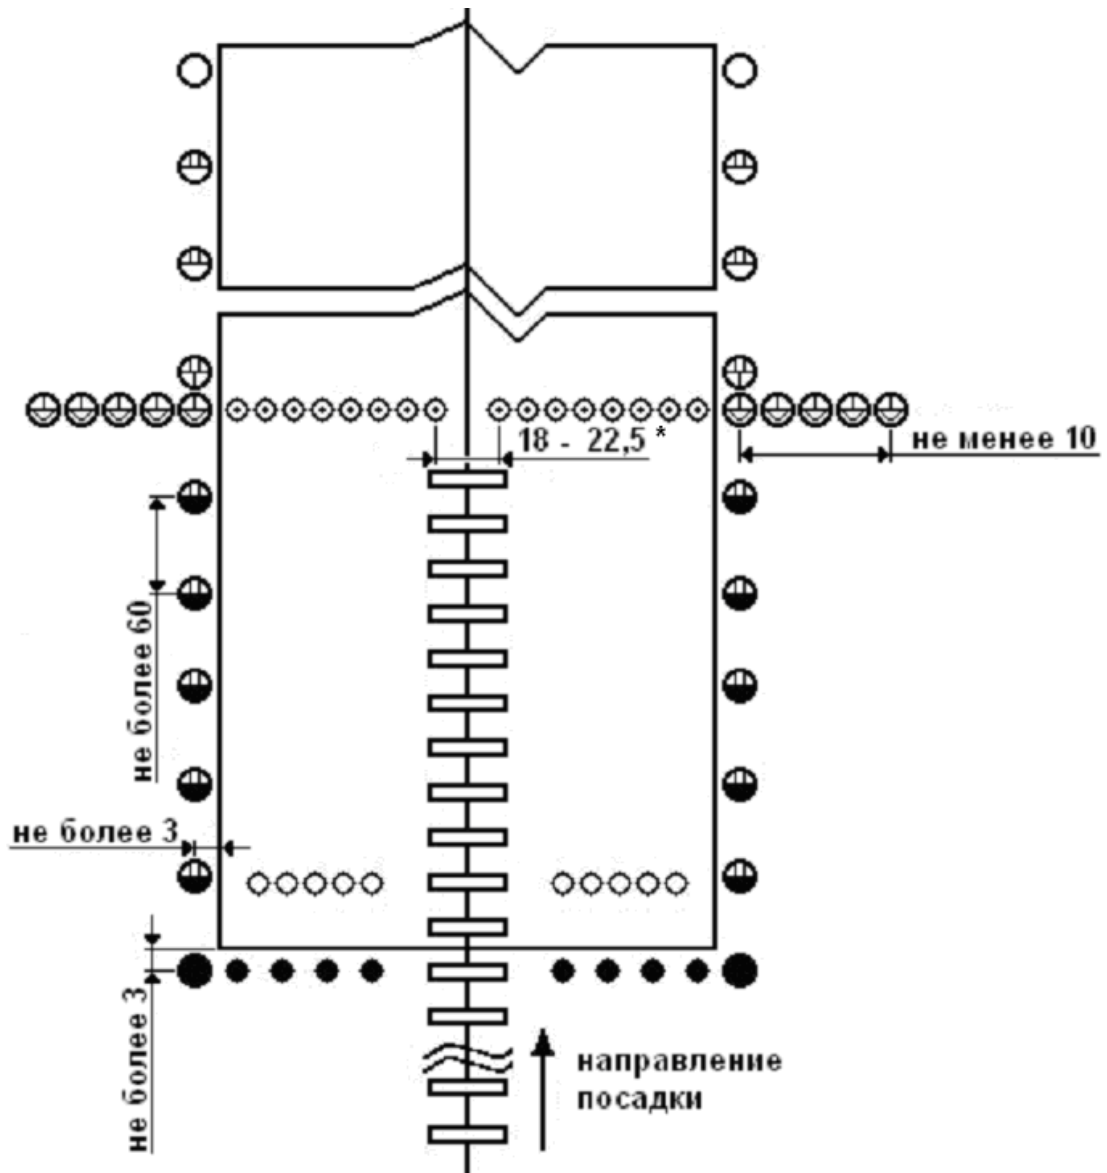 18 - 22,5 *
не менее 10
не более 60
не более 3
не более 3
направление
посадки